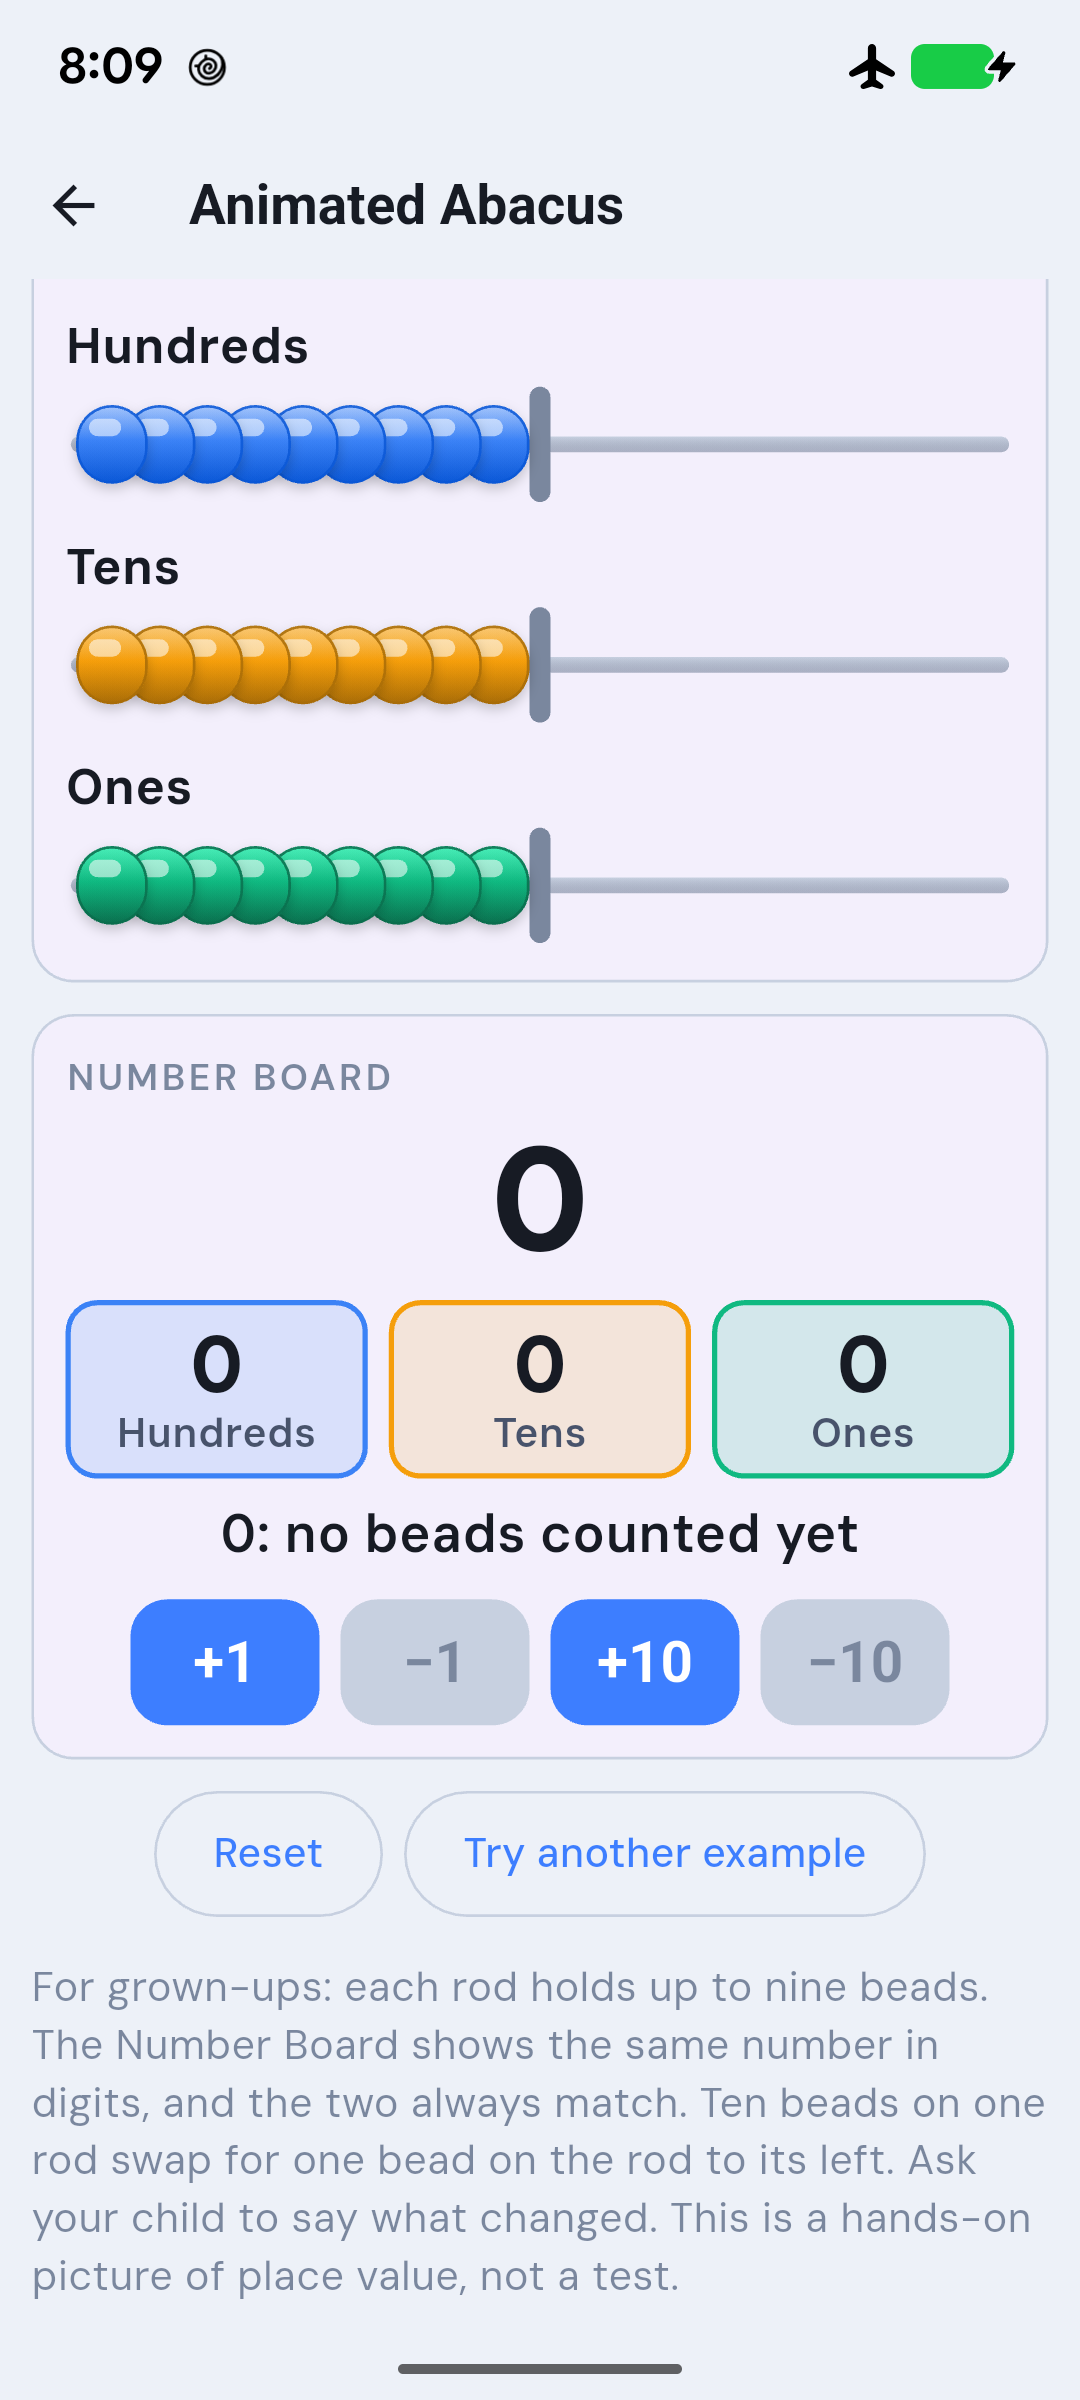 8:09
Animated Abacus
Hundreds
Tens
Ones
NUMBER BOARD
0
0
Hundreds
0
Tens
0
Ones
0: no beads counted yet
+1
−1
+10
−10
Reset
Try another example
For grown-ups: each rod holds up to nine beads.
The Number Board shows the same number in
digits, and the two always match. Ten beads on one
rod swap for one bead on the rod to its left. Ask
your child to say what changed. This is a hands-on
picture of place value, not a test.